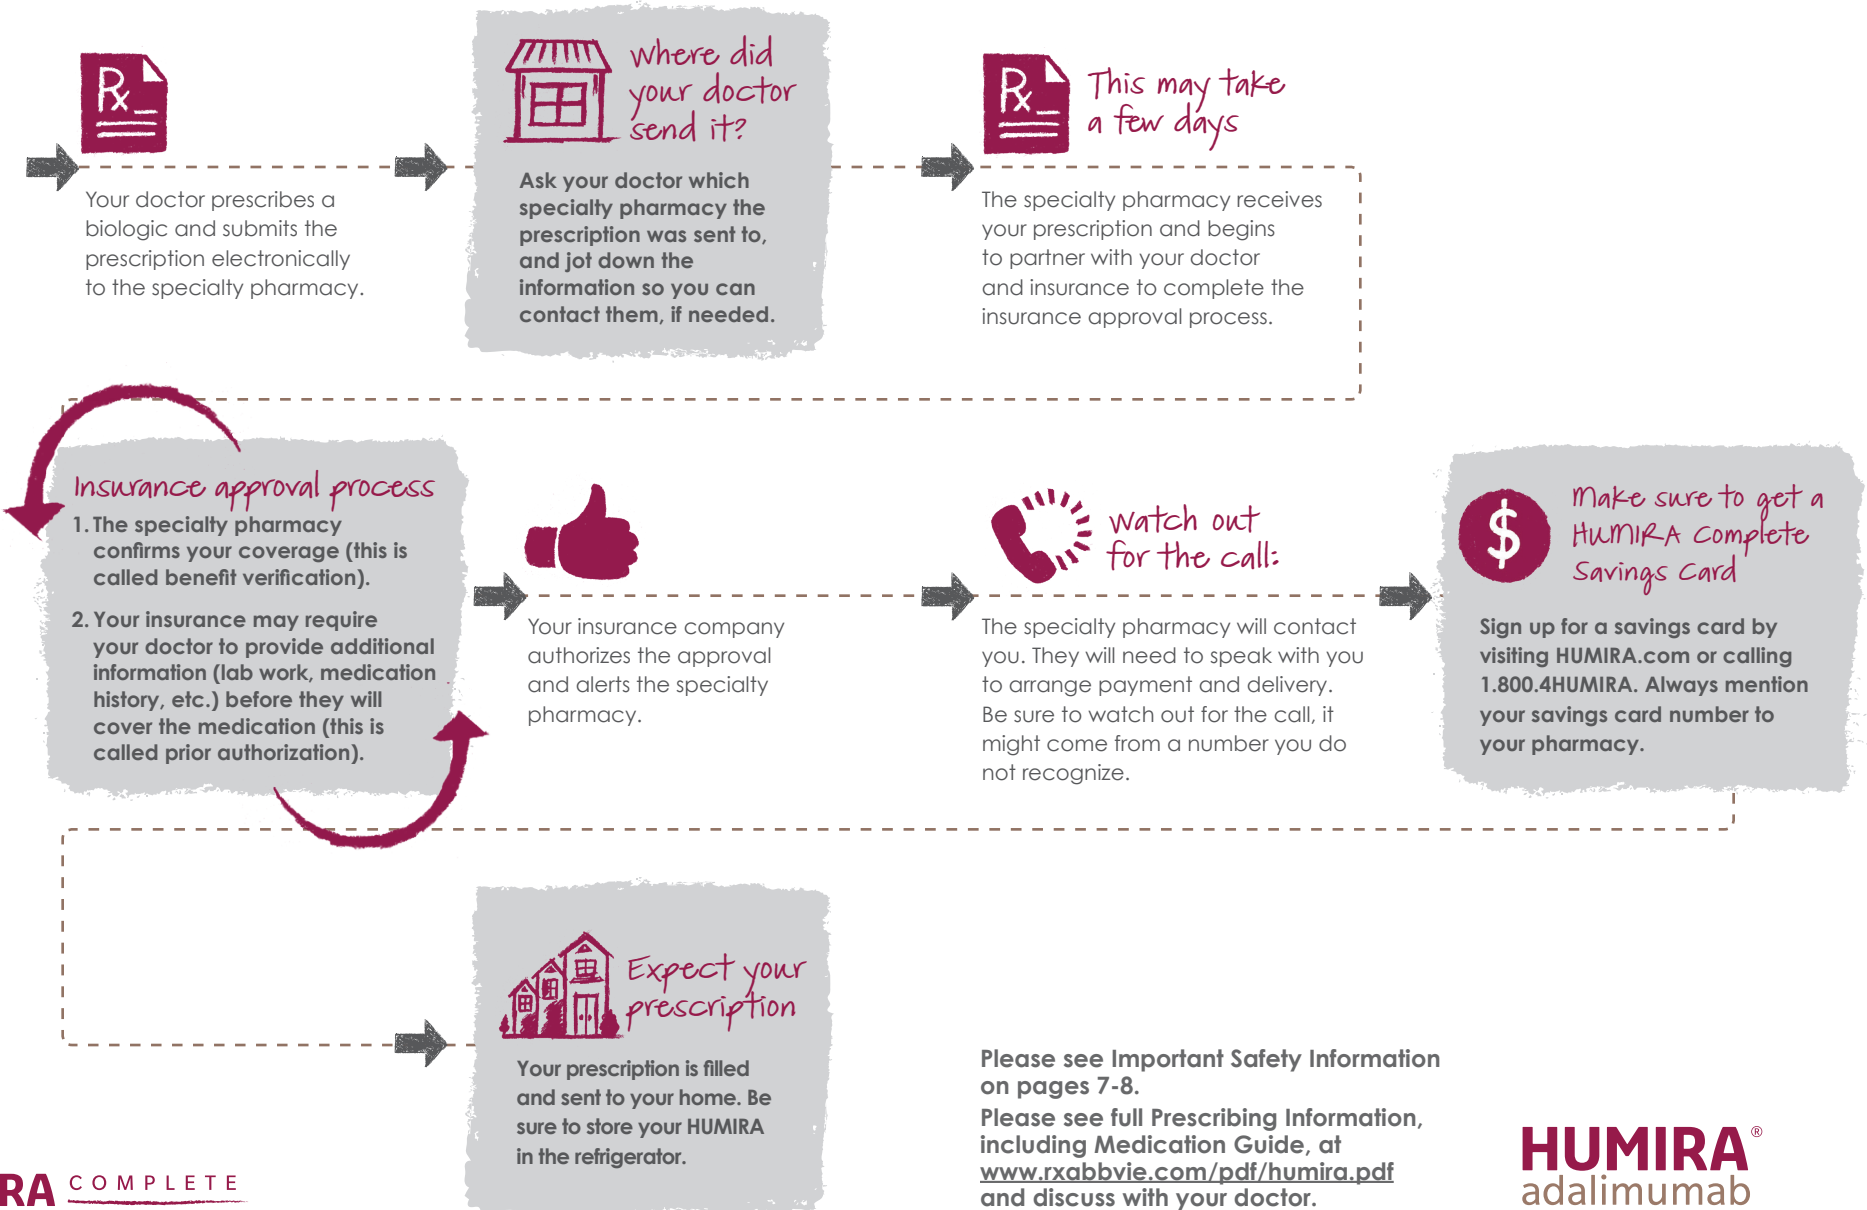 Rx
Your doctor prescribes a
biologic and submits the
prescription electronically
to the specialty pharmacy.
Where did
your doctor
send it?
Ask your doctor which
specialty pharmacy the
prescription was sent to,
and jot down the
information so you can
contact them, if needed.
Rx
This may take
a few days
The specialty pharmacy receives
your prescription and begins
to partner with your doctor
and insurance to complete the
insurance approval process.
Insurance approval process
1. The specialty pharmacy
confirms your coverage (this is
called benefit verification).
2. Your insurance may require
your doctor to provide additional
information (lab work, medication
history, etc.) before they will
cover the medication (this is
called prior authorization).
Your insurance company
authorizes the approval
and alerts the specialty
pharmacy.
Watch out
for the call:
The specialty pharmacy will contact
you. They will need to speak with you
to arrange payment and delivery.
Be sure to watch out for the call, it
might come from a number you do
not recognize.
$
Make sure to get a
HUMIRA Complete
Savings Card
Sign up for a savings card by
visiting HUMIRA.com or calling
1.800.4HUMIRA. Always mention
your savings card number to
your pharmacy.
Expect your
prescription
Your prescription is filled
and sent to your home. Be
sure to store your HUMIRA
in the refrigerator.
Please see Important Safety Information
on pages 7-8.
Please see full Prescribing Information,
including Medication Guide, at
www.rxabbvie.com/pdf/humira.pdf
and discuss with your doctor.
RA COMPLETE
HUMIRA®
adalimumab